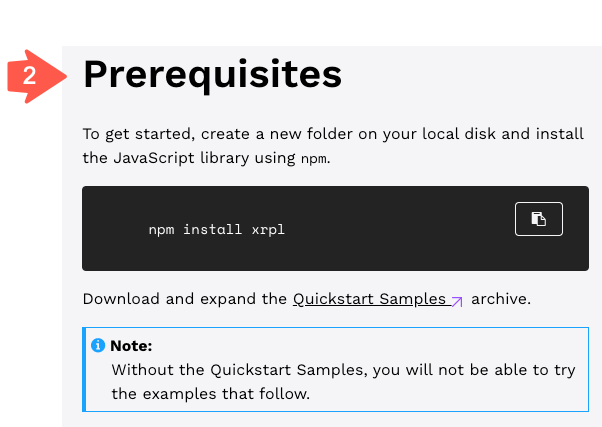 2
Prerequisites
To get started, create a new folder on your local disk and install
the JavaScript library using npm.
npm install xrpl
Download and expand the Quickstart Samples archive.
Note:
Without the Quickstart Samples, you will not be able to try
the examples that follow.